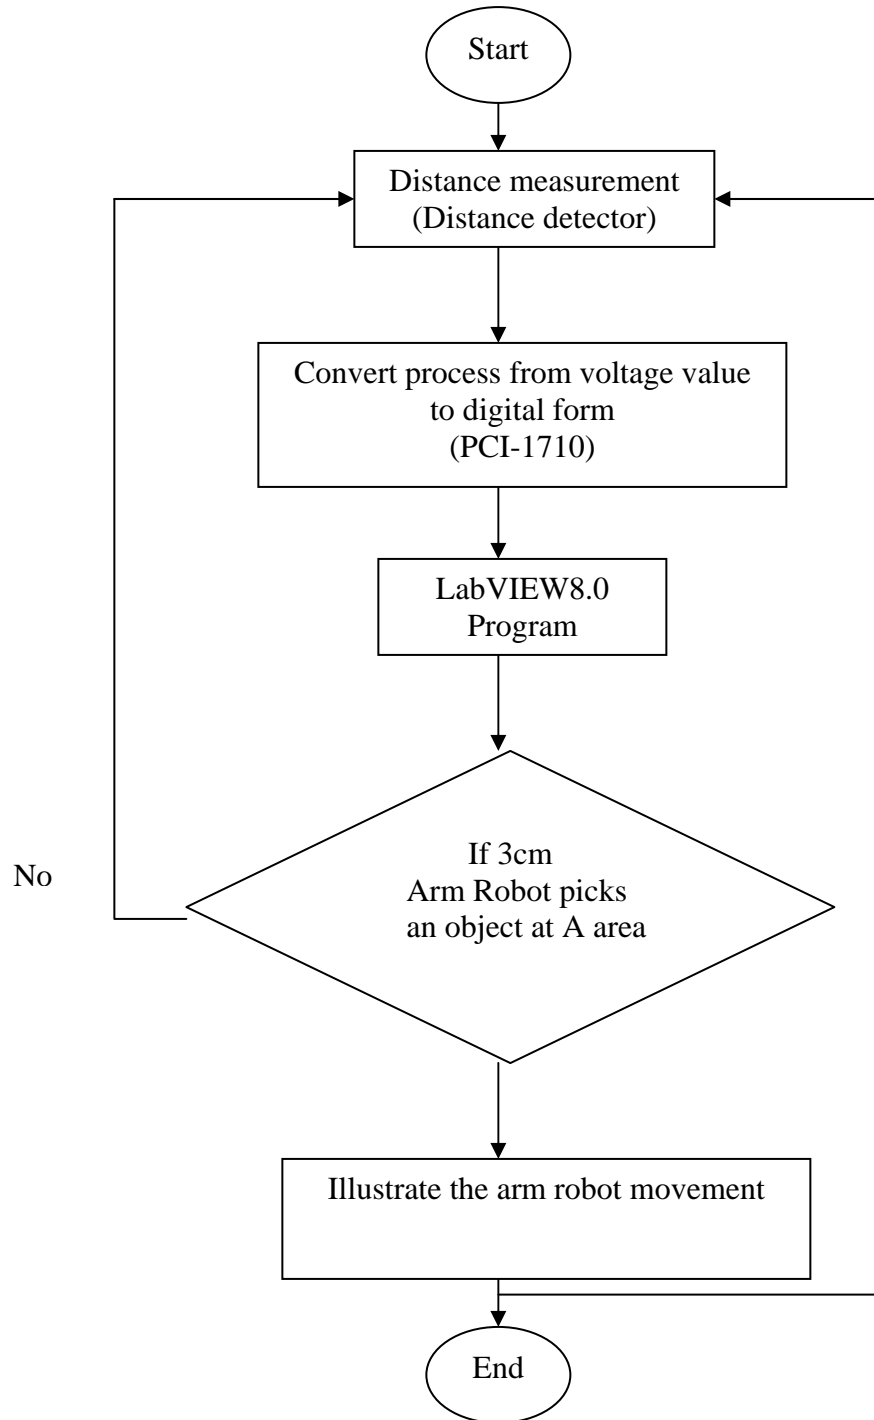 Start
Distance measurement
(Distance detector)
Convert process from voltage value
to digital form
(PCI-1710)
LabVIEW8.0
Program
If 3cm
Arm Robot picks
an object at A area
No
Illustrate the arm robot movement
End